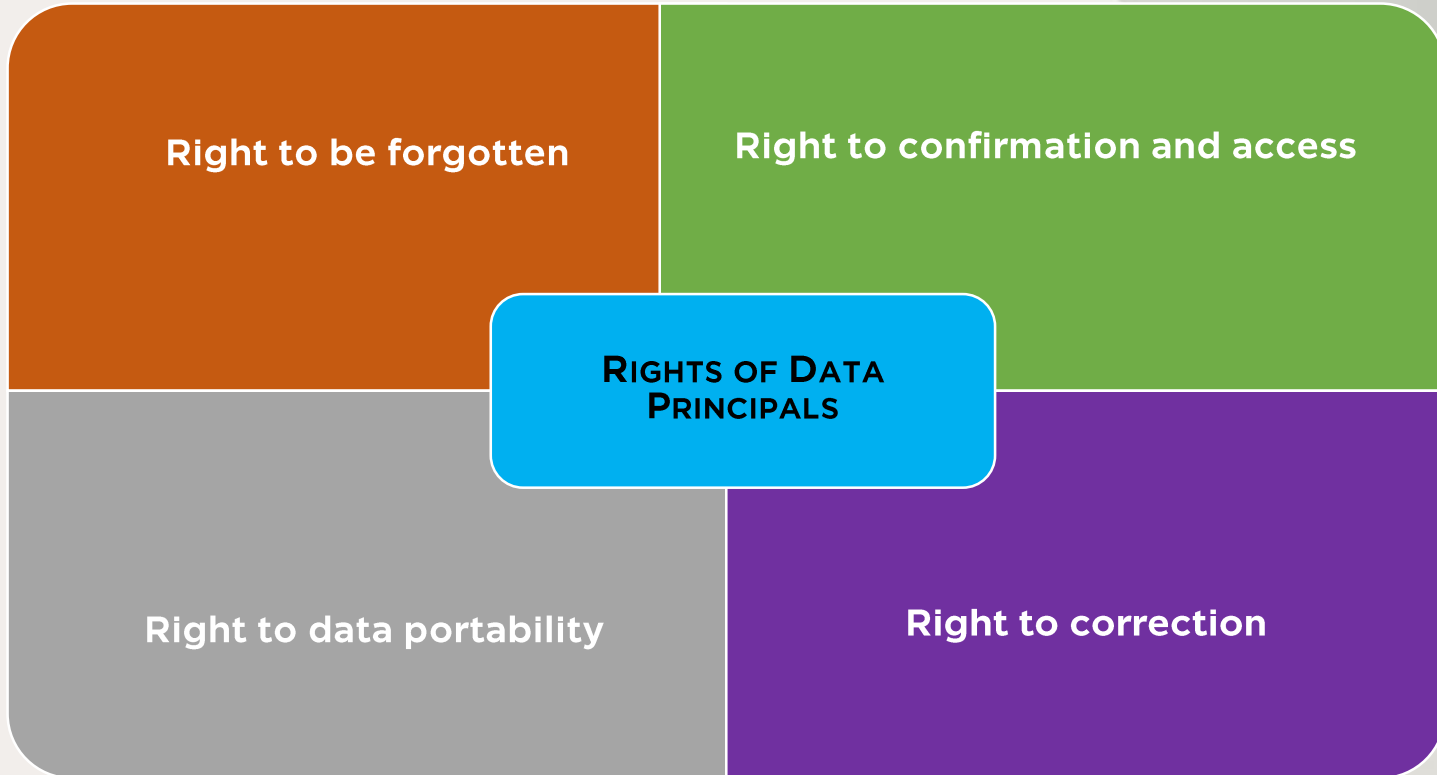 Right to be forgotten
Right to confirmation and access
RIGHTS OF DATA
PRINCIPALS
Right to data portability
Right to correction